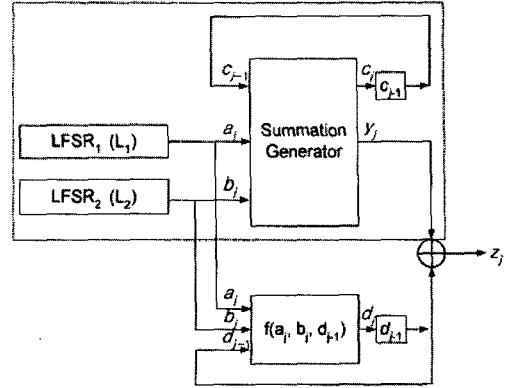 c_{j-1}
c_j
c_{j-1}
LFSR₁ (L₁)
a_j
Summation
Generator
y_j
LFSR₂ (L₂)
b_j
z_j
a_j
b_j
d_{j-1}
f(a_j, b_j, d_{j-1})
d_j
d_{j-1}